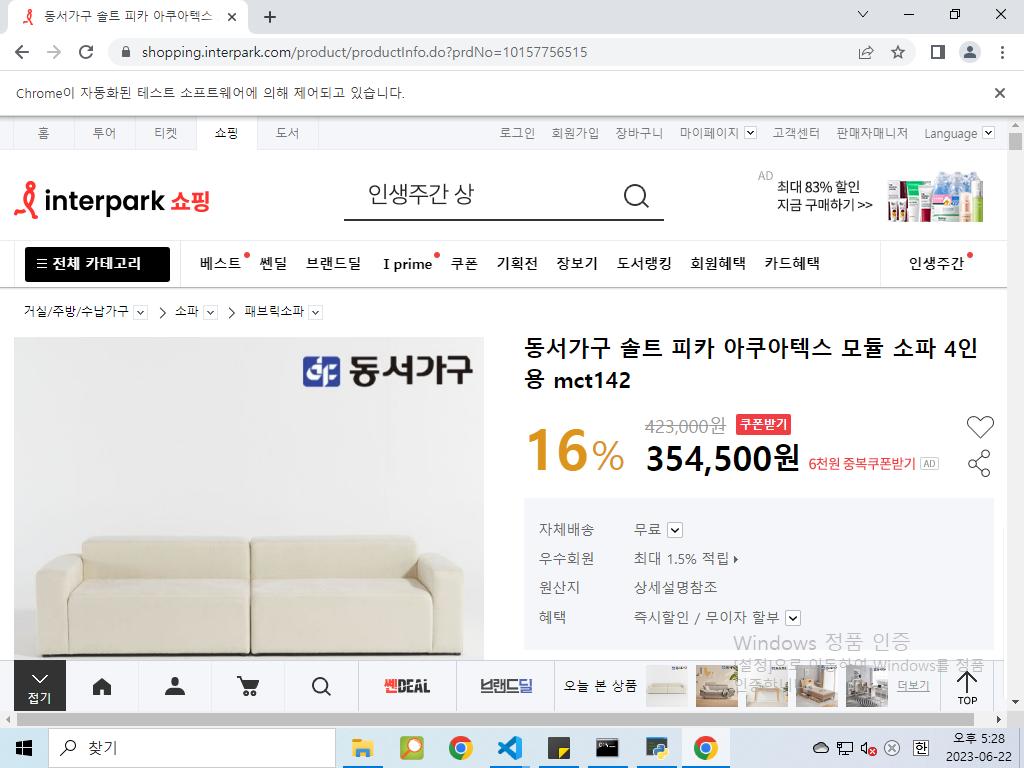 동서가구 솔트 피카 아쿠아텍스
shopping.interpark.com/product/productInfo.do?prdNo=10157756515
Chrome이 자동화된 테스트 소프트웨어에 의해 제어되고 있습니다.
홈 투어 티켓 쇼핑 도서 로그인 회원가입 장바구니 마이페이지 고객센터 판매자매니저 Language
interpark 쇼핑
인생주간 상
AD
최대 83% 할인
지금 구매하기 >>
전체 카테고리 베스트 쎈딜 브랜드딜 I prime 쿠폰 기획전 장보기 도서랭킹 회원혜택 카드혜택 인생주간
거실/주방/수납가구 소파 패브릭소파
동서가구
동서가구 솔트 피카 아쿠아텍스 모듈 소파 4인
용 mct142
16%
423,000원 쿠폰받기
354,500원 6천원 중복쿠폰받기 AD
자체배송 무료
우수회원 최대 1.5% 적립
원산지 상세설명참조
혜택 즉시할인 / 무이자 할부
Windows 정품 인증
[설정]으로 이동하여 Windows를 정품
인증합니다.
접기
쎈DEAL 브랜드딜 오늘 본 상품 더보기
TOP
찾기
한
오후 5:28
2023-06-22